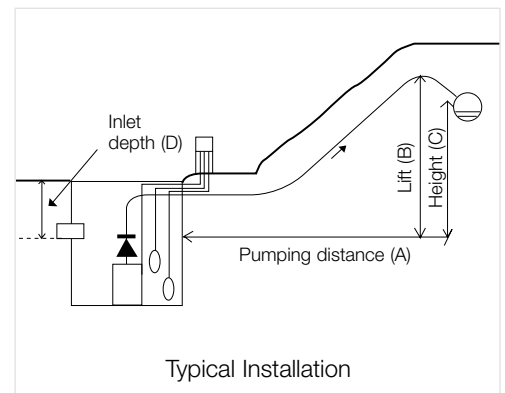 Inlet
depth (D)
Lift (B)
Height (C)
Pumping distance (A)
Typical Installation